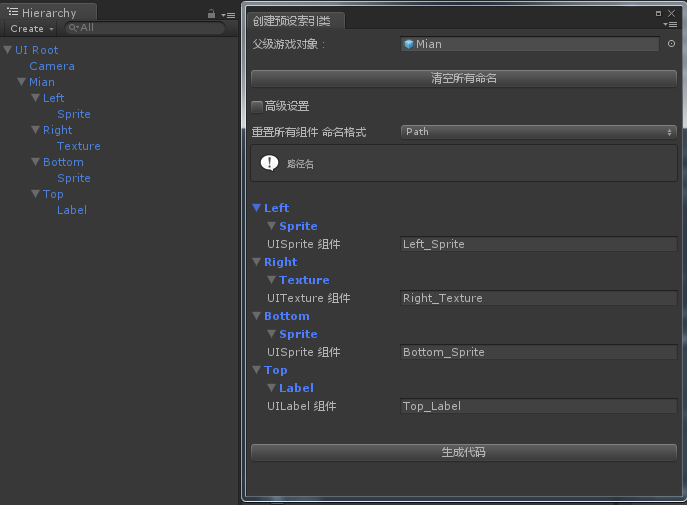 Hierarchy
Create
All
UI Root
Camera
Mian
Left
Sprite
Right
Texture
Bottom
Sprite
Top
Label
创建预设索引类
父级游戏对象： Mian
清空所有命名
高级设置
重置所有组件 命名格式 Path
路径名
Left
Sprite
UISprite 组件 Left_Sprite
Right
Texture
UITexture 组件 Right_Texture
Bottom
Sprite
UISprite 组件 Bottom_Sprite
Top
Label
UILabel 组件 Top_Label
生成代码